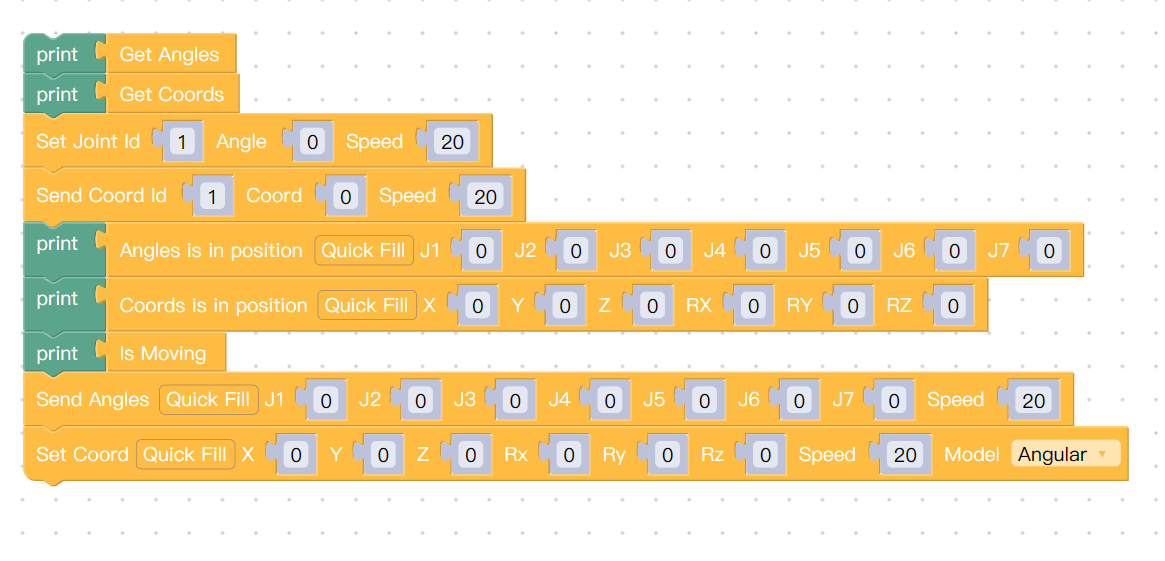 print Get Angles
print Get Coords
Set Joint Id 1 Angle 0 Speed 20
Send Coord Id 1 Coord 0 Speed 20
print Angles is in position Quick Fill J1 0 J2 0 J3 0 J4 0 J5 0 J6 0 J7 0
print Coords is in position Quick Fill X 0 Y 0 Z 0 RX 0 RY 0 RZ 0
print Is Moving
Send Angles Quick Fill J1 0 J2 0 J3 0 J4 0 J5 0 J6 0 J7 0 Speed 20
Set Coord Quick Fill X 0 Y 0 Z 0 Rx 0 Ry 0 Rz 0 Speed 20 Model Angular